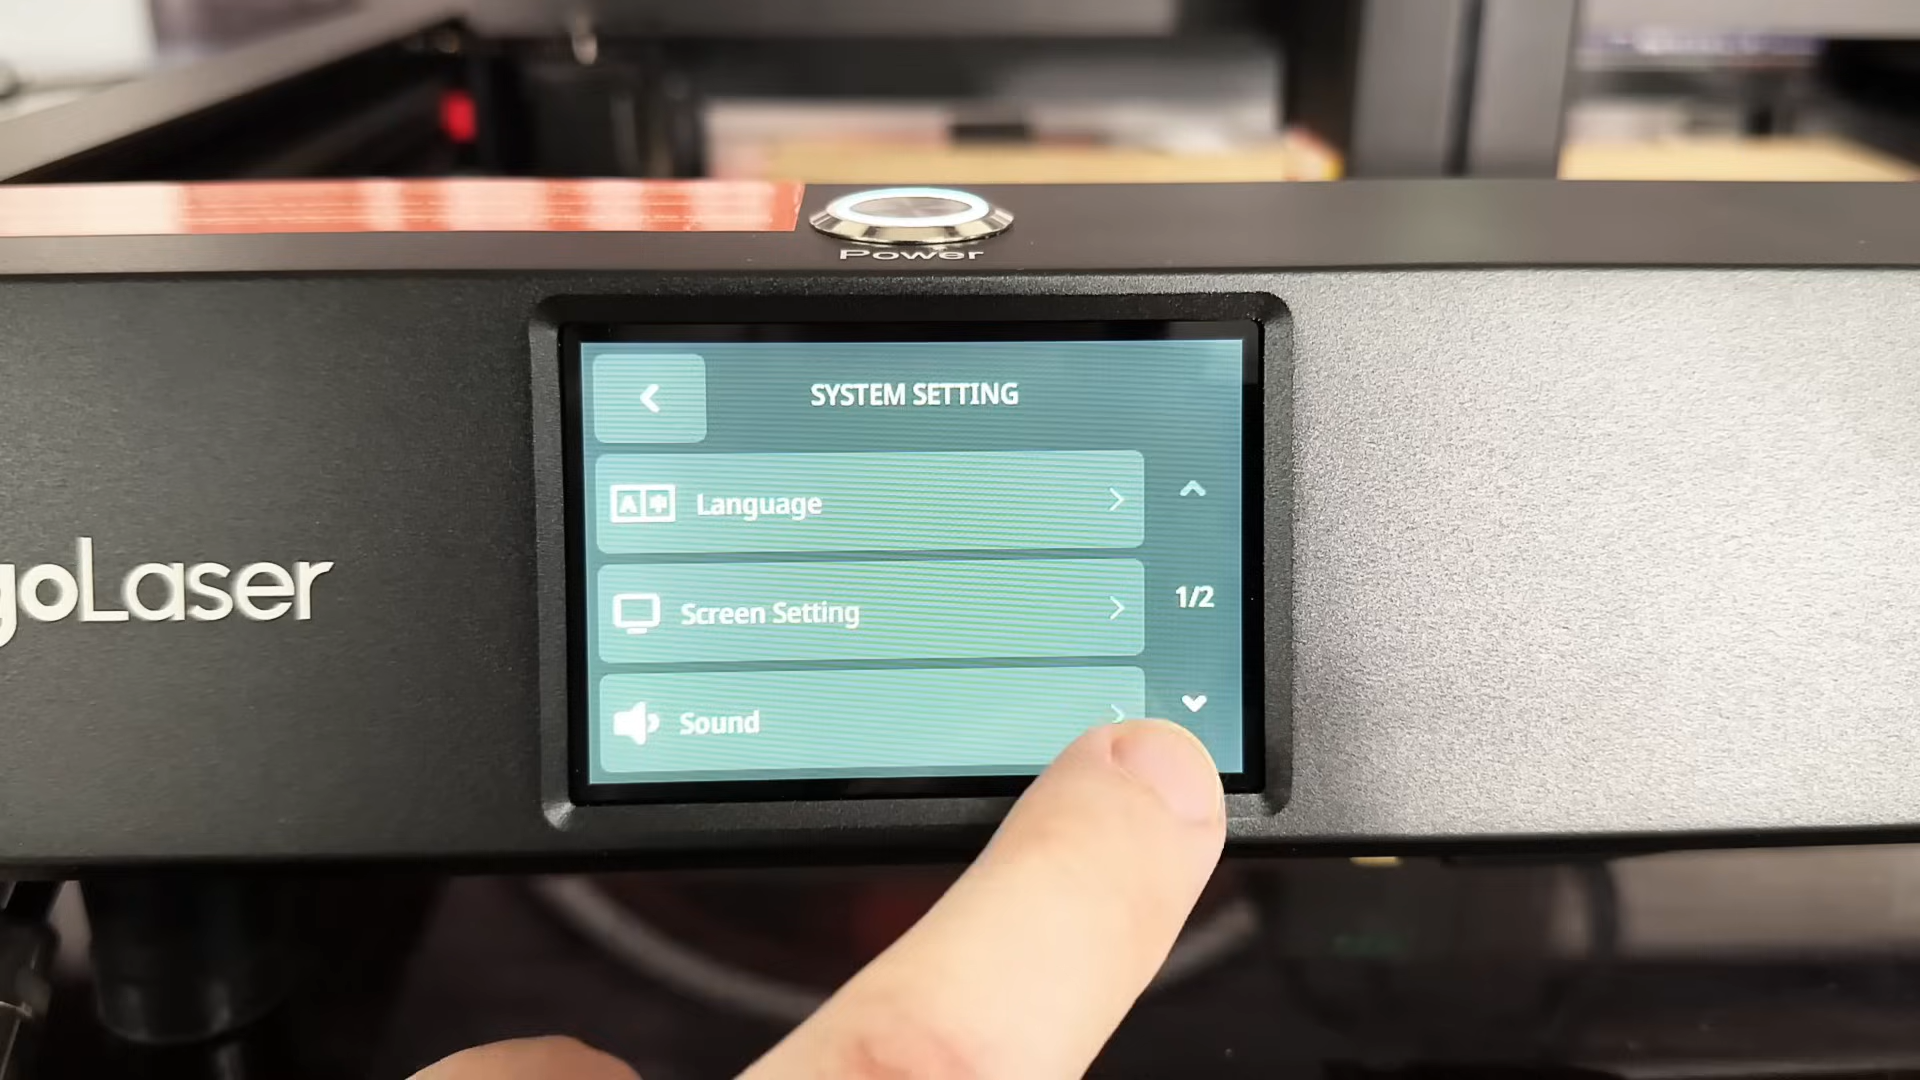 Power
SYSTEM SETTING
A
Language
Screen Setting
1/2
Sound
goLaser